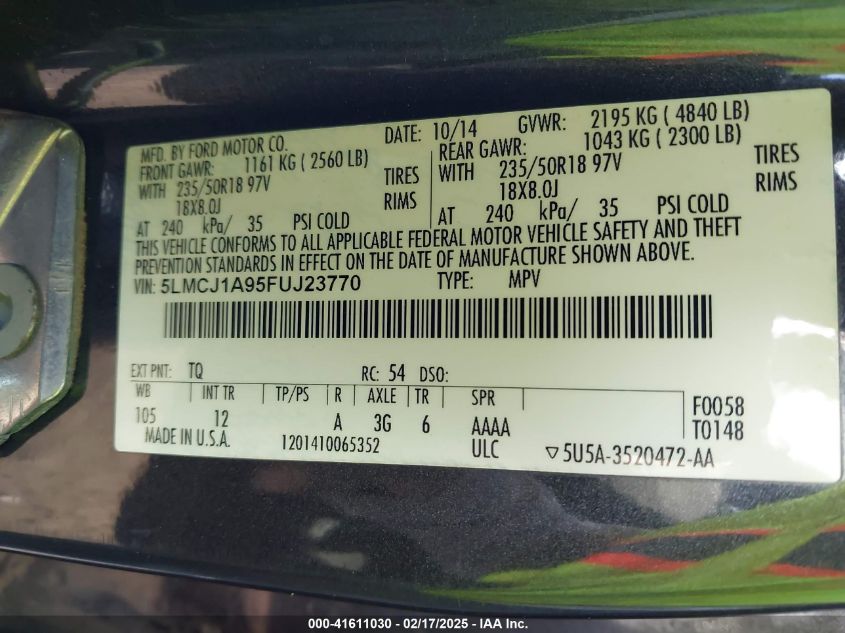 MFD. BY FORD MOTOR CO.
DATE: 10/14 GVWR: 2195 KG ( 4840 LB)
FRONT GAWR: 1161 KG ( 2560 LB)
REAR GAWR: 1043 KG ( 2300 LB)
WITH 235/50R18 97V TIRES
WITH 235/50R18 97V TIRES
18X8.0J RIMS
18X8.0J RIMS
AT 240 kPa/ 35 PSI COLD
AT 240 kPa/ 35 PSI COLD
THIS VEHICLE CONFORMS TO ALL APPLICABLE FEDERAL MOTOR VEHICLE SAFETY AND THEFT
PREVENTION STANDARDS IN EFFECT ON THE DATE OF MANUFACTURE SHOWN ABOVE.
VIN: 5LMCJ1A95FUJ23770 TYPE: MPV
EXT PNT: TQ RC: 54 DSO:
WB INT TR TP/PS R AXLE TR SPR
105 12 A 3G 6 AAAA
F0058
T0148
MADE IN U.S.A. 1201410065352 ULC ▽5U5A-3520472-AA
000-41611030 - 02/17/2025 - IAA Inc.